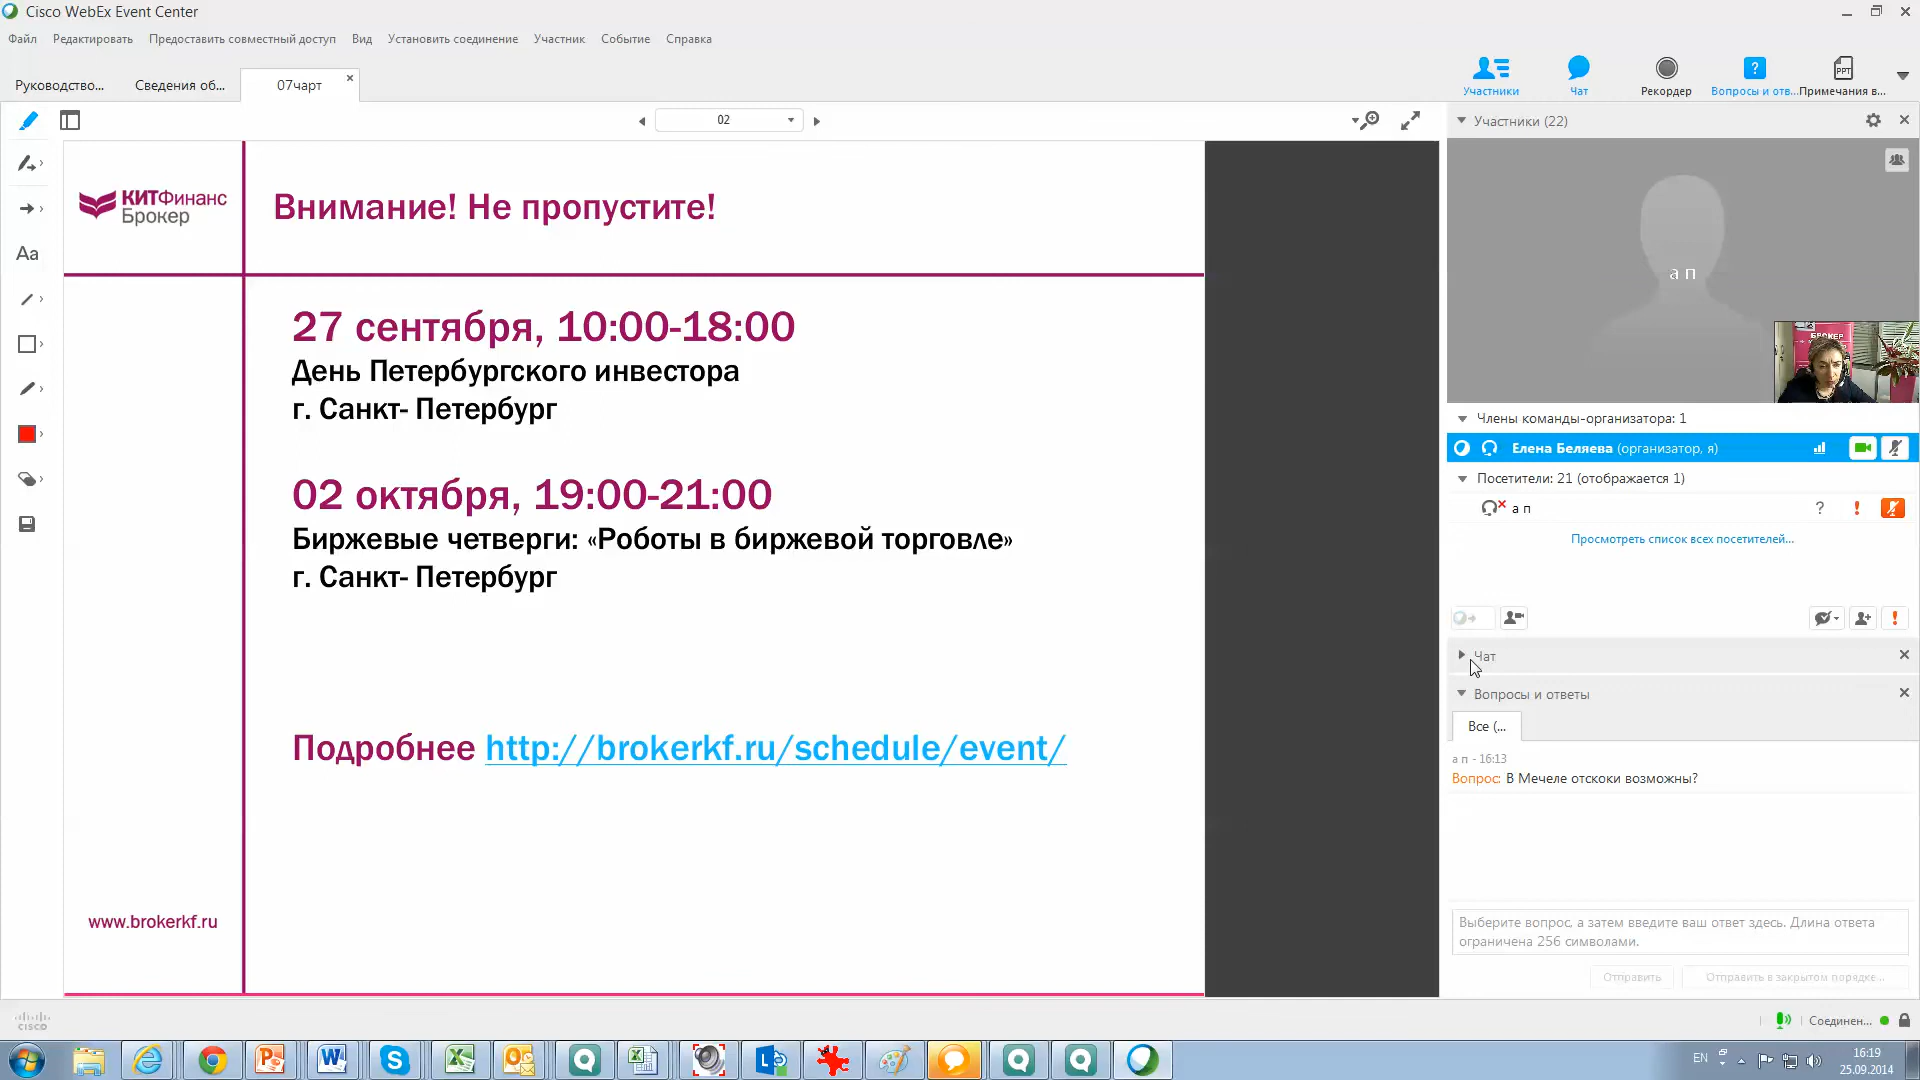 Cisco WebEx Event Center
Файл Редактировать Предоставить совместный доступ Вид Установить соединение Участник Событие Справка
Руководство... Сведения об... 07чарт
Участники Чат Рекордер Вопросы и отв... Примечания в...
02
Участники (22)
КИТФинанс
Брокер
Внимание! Не пропустите!
27 сентября, 10:00-18:00
День Петербургского инвестора
г. Санкт- Петербург
02 октября, 19:00-21:00
Биржевые четверги: «Роботы в биржевой торговле»
г. Санкт- Петербург
Подробнее http://brokerkf.ru/schedule/event/
www.brokerkf.ru
Aa
а п
БРОКЕР
Члены команды-организатора: 1
Елена Беляева (организатор, я)
Посетители: 21 (отображается 1)
а п
Просмотреть список всех посетителей...
Чат
Вопросы и ответы
Все (...
а п - 16:13
Вопрос: В Мечеле отскоки возможны?
Выберите вопрос, а затем введите ваш ответ здесь. Длина ответа
ограничена 256 символами.
Отправить Отправить в закрытом порядке...
CISCO
Соединен...
EN
16:19
25.09.2014